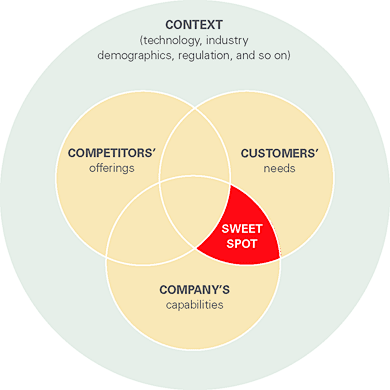 CONTEXT
(technology, industry
demographics, regulation, and so on)
COMPETITORS’
offerings
CUSTOMERS’
needs
SWEET
SPOT
COMPANY’S
capabilities